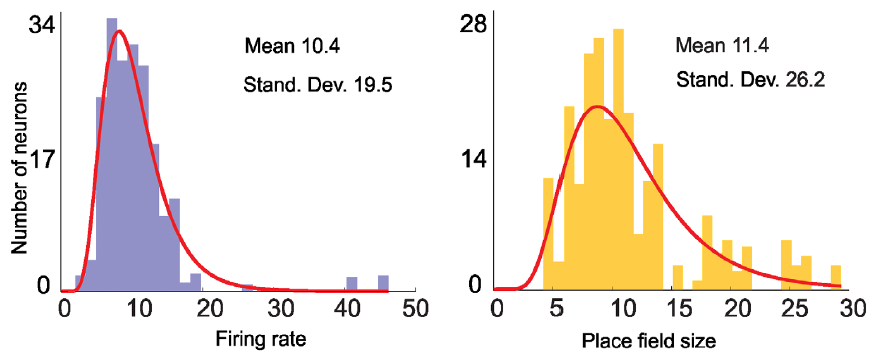 34
17
0
Number of neurons
Mean 10.4
Stand. Dev. 19.5
0 10 20 30 40 50
Firing rate
28
14
0
Mean 11.4
Stand. Dev. 26.2
0 5 10 15 20 25 30
Place field size